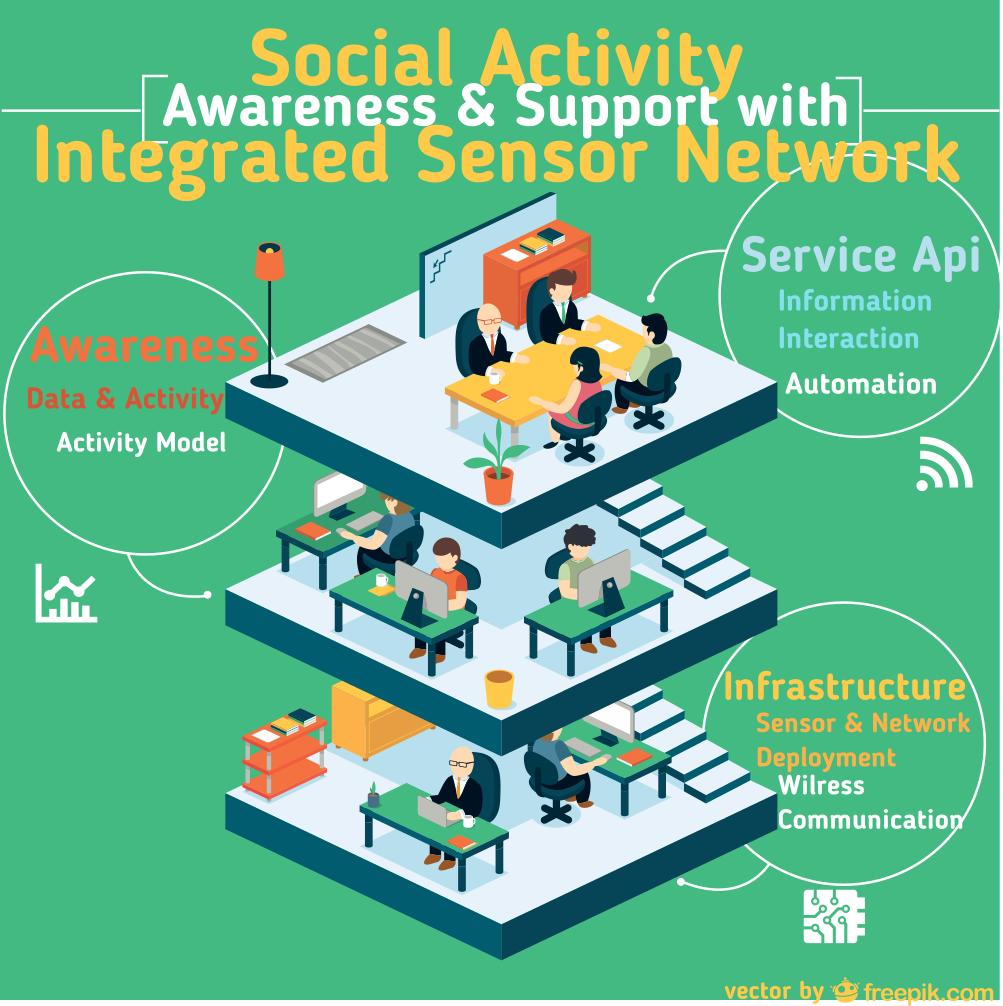 Social Activity
Awareness & Support with
Integrated Sensor Network
Service Api
Information
Interaction
Automation
Awareness
Data & Activity
Activity Model
Infrastructure
Sensor & Network
Deployment
Wilress
Communication
vector by freepik.com